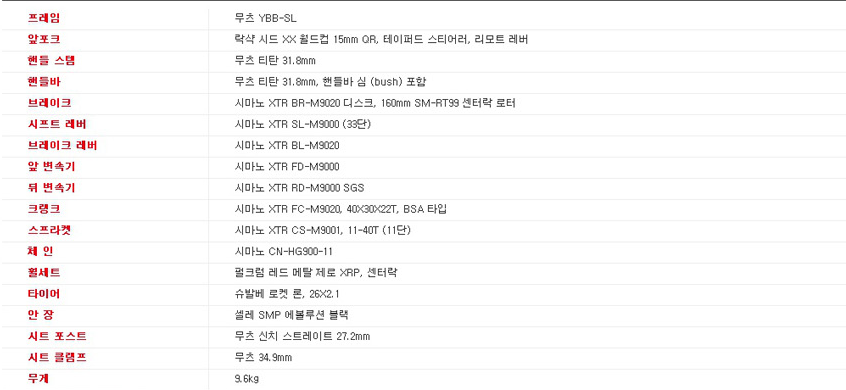 프레임 무츠 YBB-SL
앞포크 락샥 시드 XX 월드컵 15mm QR, 테이퍼드 스티어러, 리모트 레버
핸들 스템 무츠 티탄 31.8mm
핸들바 무츠 티탄 31.8mm, 핸들바 심 (bush) 포함
브레이크 시마노 XTR BR-M9020 디스크, 160mm SM-RT99 센터락 로터
시프트 레버 시마노 XTR SL-M9000 (33단)
브레이크 레버 시마노 XTR BL-M9020
앞 변속기 시마노 XTR FD-M9000
뒤 변속기 시마노 XTR RD-M9000 SGS
크랭크 시마노 XTR FC-M9020, 40X30X22T, BSA 타입
스프라켓 시마노 XTR CS-M9001, 11-40T (11단)
체 인 시마노 CN-HG900-11
휠세트 펄크럼 레드 메탈 제로 XRP, 센터락
타이어 슈발베 로켓 론, 26X2.1
안 장 셀레 SMP 에볼루션 블랙
시트 포스트 무츠 신치 스트레이트 27.2mm
시트 클램프 무츠 34.9mm
무게 9.6kg